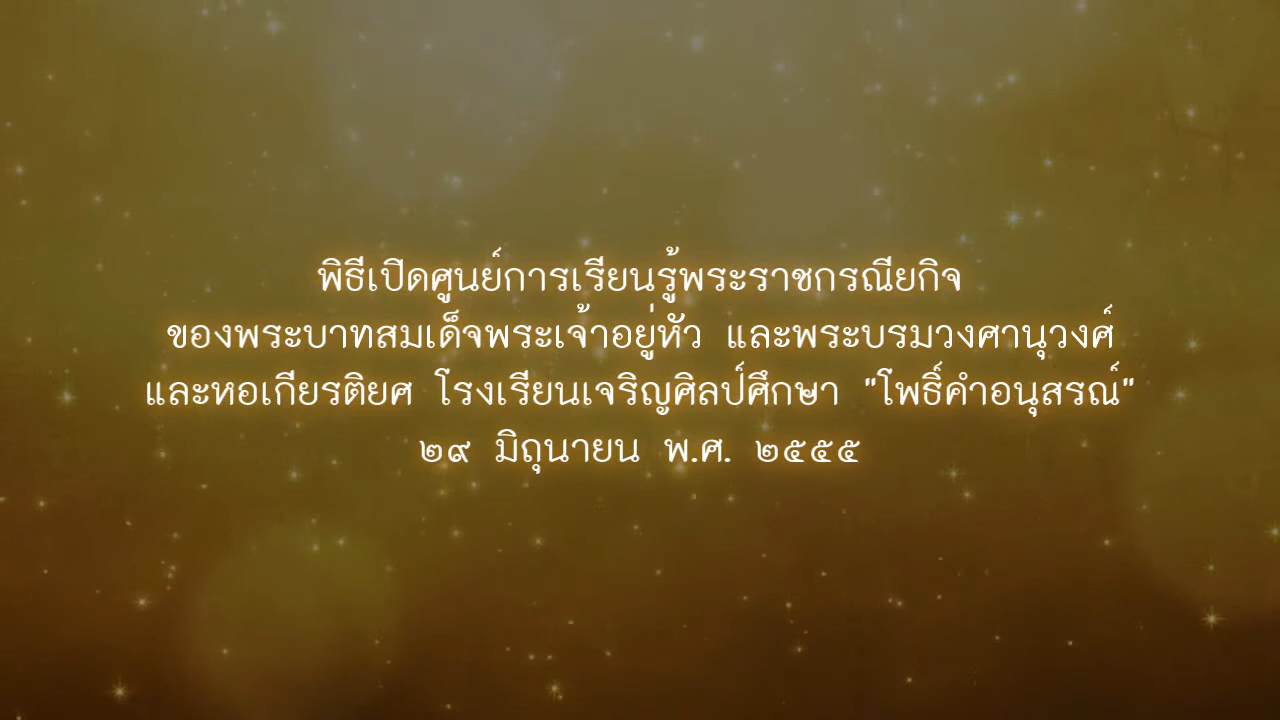 พิธีเปิดศูนย์การเรียนรู้พระราชกรณียกิจ
ของพระบาทสมเด็จพระเจ้าอยู่หัว และพระบรมวงศานุวงศ์
และหอเกียรติยศ โรงเรียนเจริญศิลป์ศึกษา "โพธิ์คำอนุสรณ์"
๒๙ มิถุนายน พ.ศ. ๒๕๕๕